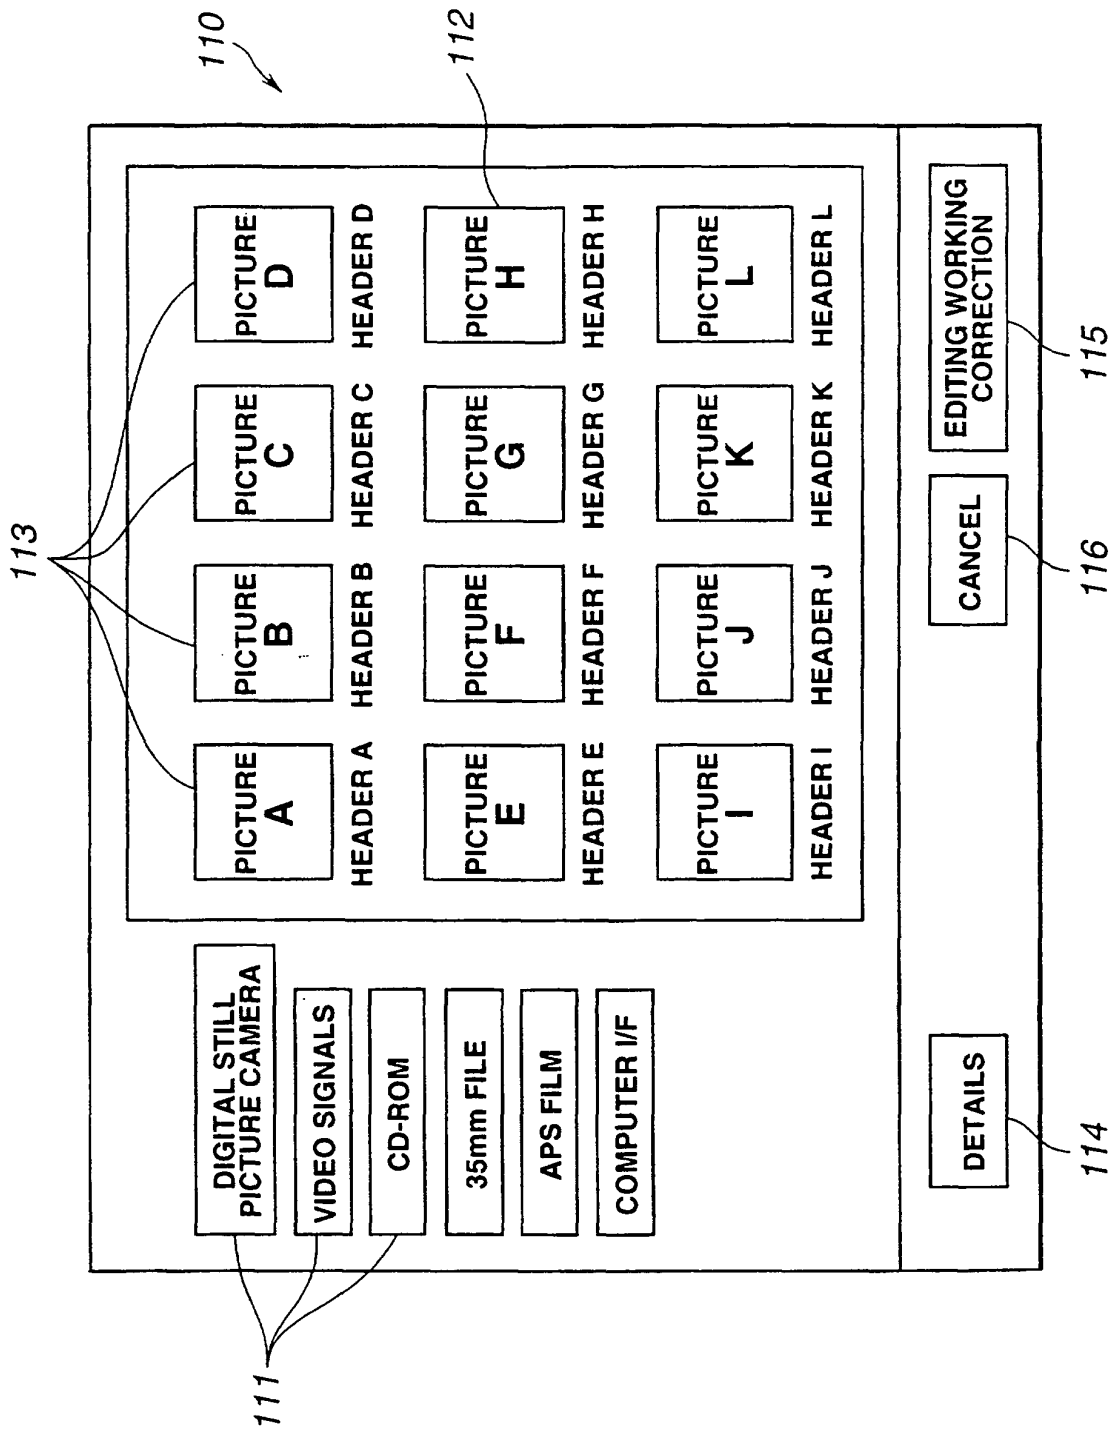 110
113
112
DIGITAL STILL
PICTURE CAMERA
VIDEO SIGNALS
CD-ROM
35mm FILE
APS FILM
COMPUTER I/F
111
PICTURE
A
HEADER A
PICTURE
B
HEADER B
PICTURE
C
HEADER C
PICTURE
D
HEADER D
PICTURE
E
HEADER E
PICTURE
F
HEADER F
PICTURE
G
HEADER G
PICTURE
H
HEADER H
PICTURE
I
HEADER I
PICTURE
J
HEADER J
PICTURE
K
HEADER K
PICTURE
L
HEADER L
DETAILS
CANCEL
EDITING WORKING
CORRECTION
114
116
115